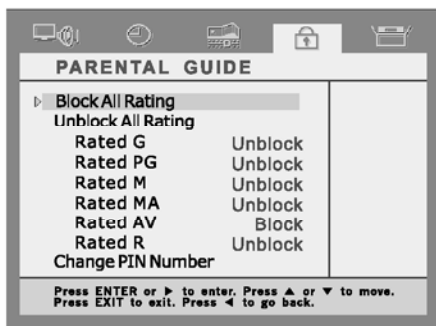 PARENTAL GUIDE
Block All Rating
Unblock All Rating
Rated G Unblock
Rated PG Unblock
Rated M Unblock
Rated MA Unblock
Rated AV Block
Rated R Unblock
Change PIN Number
Press ENTER or ▶ to enter. Press ▲ or ▼ to move.
Press EXIT to exit. Press ◀ to go back.